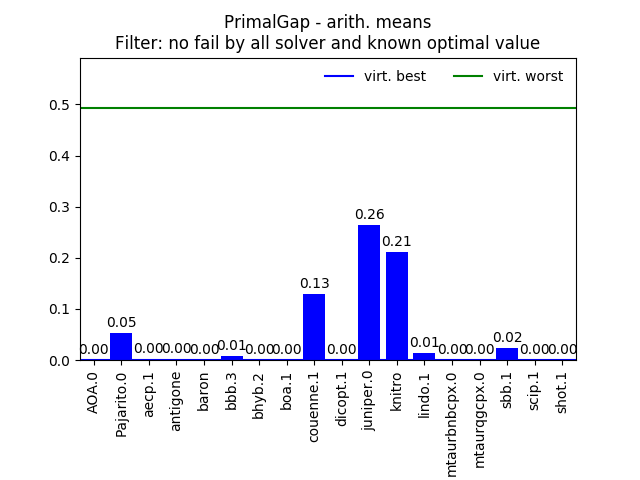 PrimalGap - arith. means
Filter: no fail by all solver and known optimal value
virt. best
virt. worst
0.5
0.4
0.3
0.2
0.1
0.0
0.00
0.05
0.00
0.00
0.00
0.01
0.00
0.00
0.13
0.00
0.26
0.21
0.01
0.00
0.00
0.02
0.00
0.00
AOA.0
Pajarito.0
aecp.1
antigone
baron
bbb.3
bhyb.2
boa.1
couenne.1
dicopt.1
juniper.0
knitro
lindo.1
mtaurbnbcpx.0
mtaurqgcpx.0
sbb.1
scip.1
shot.1